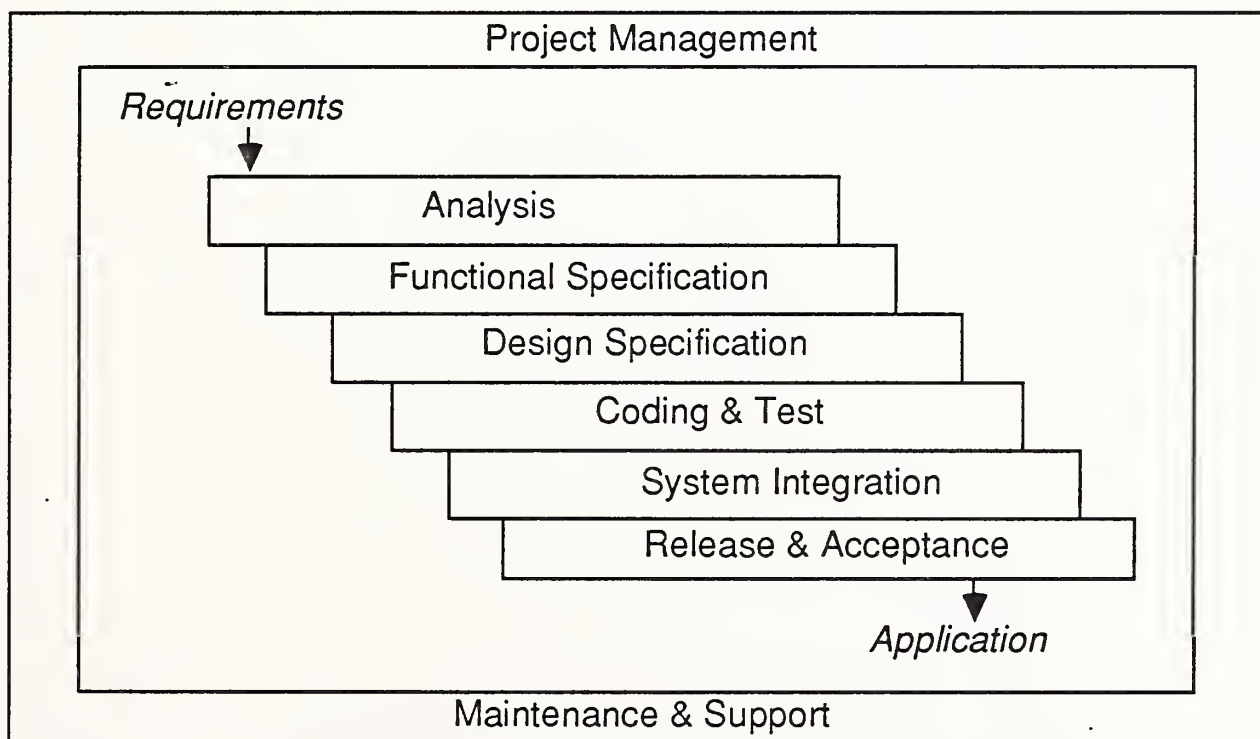 Project Management
Requirements
Analysis
Functional Specification
Design Specification
Coding & Test
System Integration
Release & Acceptance
Application
Maintenance & Support